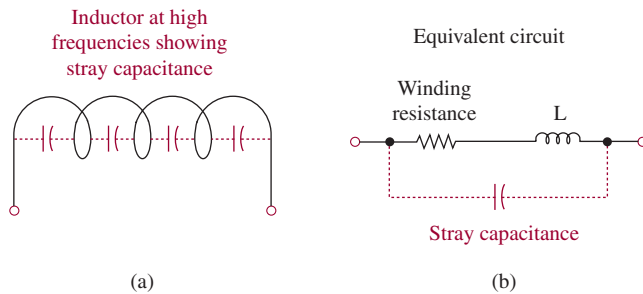 Inductor at high
frequencies showing
stray capacitance
(a)
Equivalent circuit
Winding
resistance
L
Stray capacitance
(b)